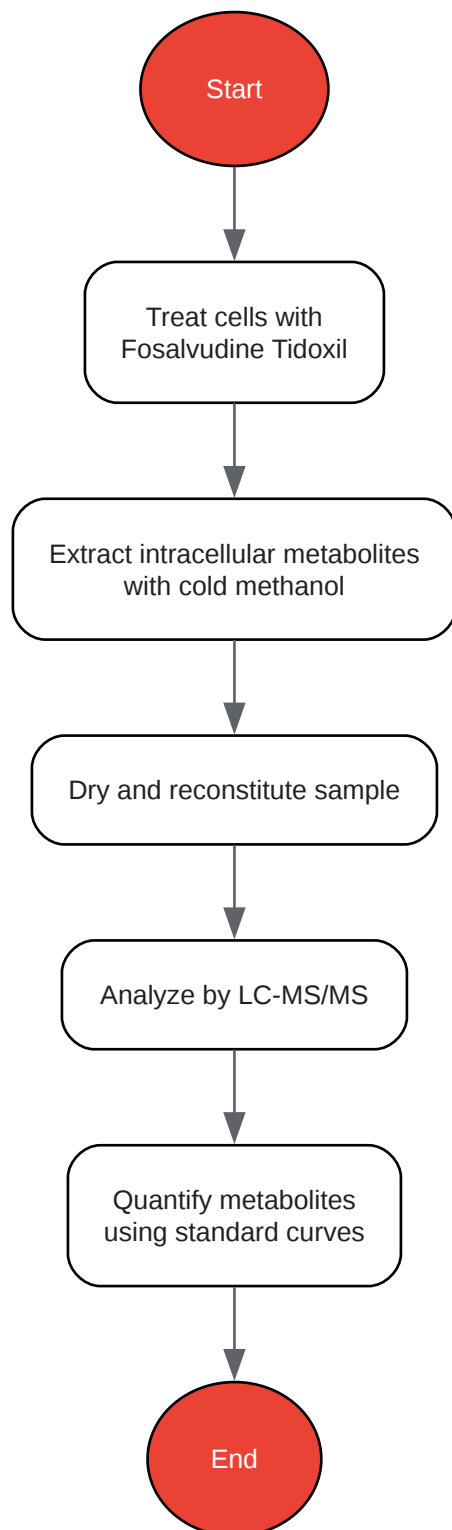 Start
Treat cells with
Fosalvudine Tidoxil
Extract intracellular metabolites
with cold methanol
Dry and reconstitute sample
Analyze by LC-MS/MS
Quantify metabolites
using standard curves
End